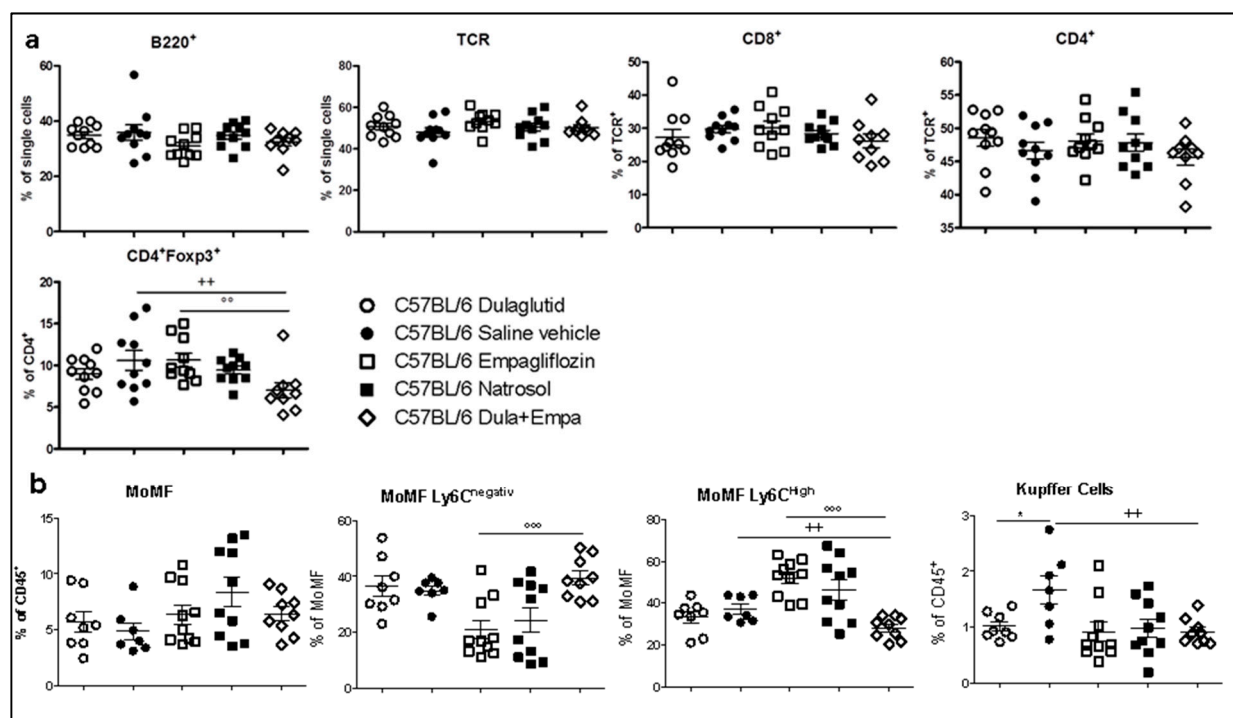 a
B220⁺
TCR
CD8⁺
CD4⁺
% of single cells
60
40
20
0
% of single cells
80
60
40
20
0
% of TCR⁺
50
40
30
20
10
0
% of TCR⁺
60
55
50
45
40
35
CD4⁺Foxp3⁺
% of CD4⁺
20
15
10
5
0
++
°°
C57BL/6 Dulaglutid
C57BL/6 Saline vehicle
C57BL/6 Empagliflozin
C57BL/6 Natrosol
C57BL/6 Dula+Empa
b
MoMF
MoMF Ly6Cnegativ
MoMF Ly6CHigh
Kupffer Cells
% of CD45⁺
15
10
5
0
% of MoMF
60
40
20
0
°°°
% of MoMF
80
60
40
20
0
°°°
++
% of CD45⁺
3
2
1
0
*
++